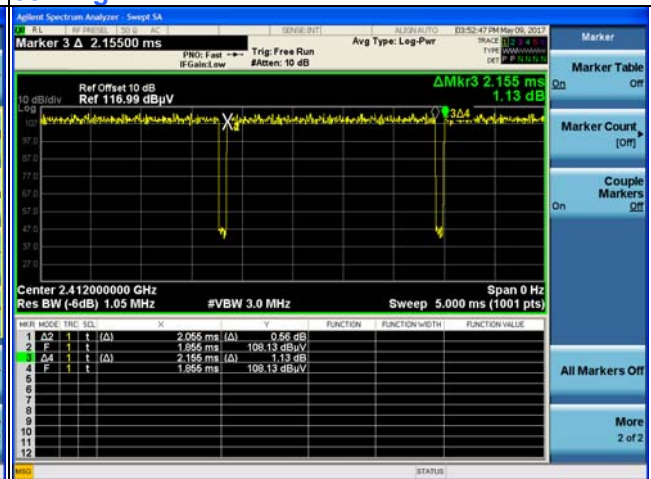 Agilent Spectrum Analyzer - Swept SA
RL RF PRESEL 50 Ω AC SENSE:INT ALIGN AUTO 03:52:47 PM May 09, 2017
Marker 3 Δ 2.15500 ms
PNO: Fast
IFGain:Low
Trig: Free Run
#Atten: 10 dB
Avg Type: Log-Pwr
TRACE 1 2 3 4 5 6
TYPE
DET P P N N N N
Ref Offset 10 dB
10 dB/div Ref 116.99 dBµV
ΔMkr3 2.155 ms
1.13 dB
Log
107
97.0
87.0
77.0
67.0
57.0
47.0
37.0
27.0
3Δ4
Center 2.412000000 GHz Span 0 Hz
Res BW (-6dB) 1.05 MHz #VBW 3.0 MHz Sweep 5.000 ms (1001 pts)
MKR MODE TRC SCL X Y FUNCTION FUNCTION WIDTH FUNCTION VALUE
1 Δ2 1 t (Δ) 2.055 ms (Δ) 0.56 dB
2 F 1 t 1.855 ms 108.13 dBµV
3 Δ4 1 t (Δ) 2.155 ms (Δ) 1.13 dB
4 F 1 t 1.855 ms 108.13 dBµV
5
6
7
8
9
10
11
12
MSG STATUS
Marker
Marker Table
On Off
Marker Count
[Off]
Couple
Markers
On Off
All Markers Off
More
2 of 2